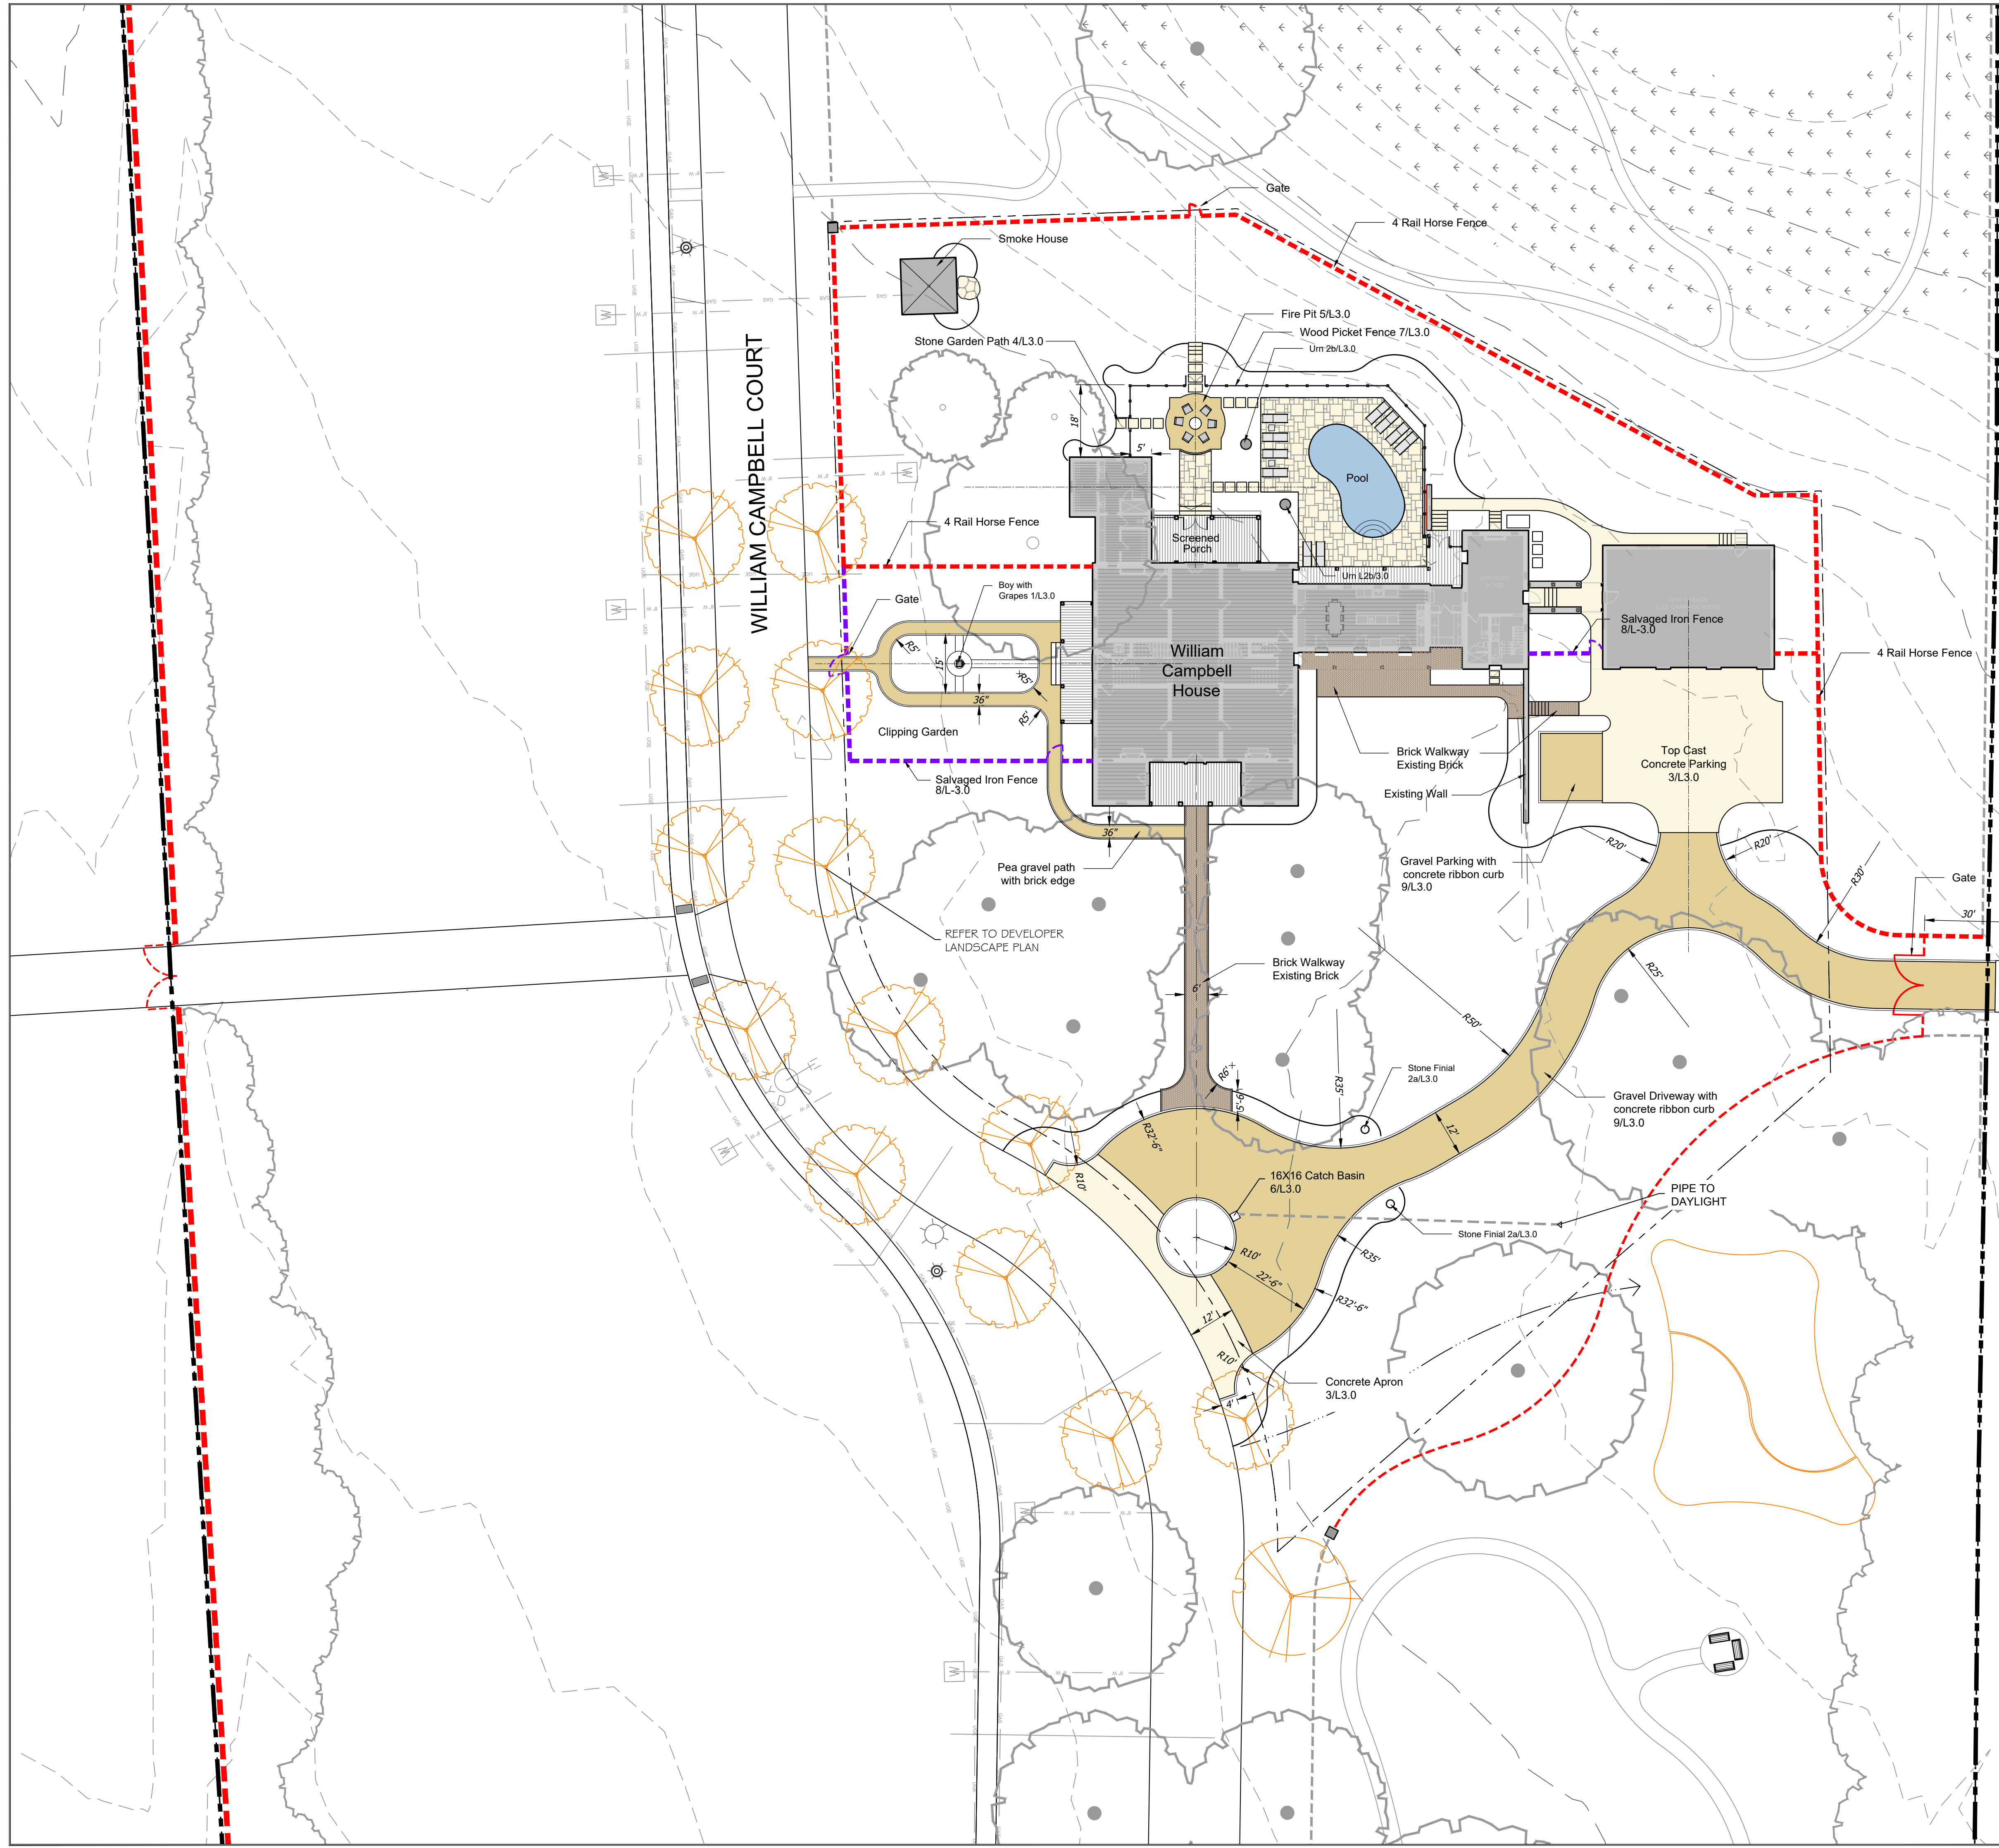 Gate
4 Rail Horse Fence
Smoke House
Fire Pit 5/L3.0
Wood Picket Fence 7/L3.0
Urn 2b/L3.0
Stone Garden Path 4/L3.0
WILLIAM CAMPBELL COURT
18'
5'
Pool
4 Rail Horse Fence
Screened
Porch
Urn L2b/3.0
Boy with
Grapes 1/L3.0
Gate
Salvaged Iron Fence
8/L-3.0
R5'
15'
William
Campbell
House
4 Rail Horse Fence
R5'
36"
R5'
Clipping Garden
Brick Walkway
Existing Brick
Top Cast
Concrete Parking
3/L3.0
Salvaged Iron Fence
8/L-3.0
Existing Wall
36"
R20'
R20'
Pea gravel path
with brick edge
Gravel Parking with
concrete ribbon curb
9/L3.0
R30'
Gate
30'
REFER TO DEVELOPER
LANDSCAPE PLAN
Brick Walkway
Existing Brick
6'
R25'
R50'
R6'
5'-6"
R35'
Stone Finial
2a/L3.0
Gravel Driveway with
concrete ribbon curb
9/L3.0
R32'-6"
12'
R10'
16X16 Catch Basin
6/L3.0
PIPE TO
DAYLIGHT
Stone Finial 2a/L3.0
R10'
R35'
22'-6"
R32'-6"
12'
R10'
Concrete Apron
3/L3.0
4'